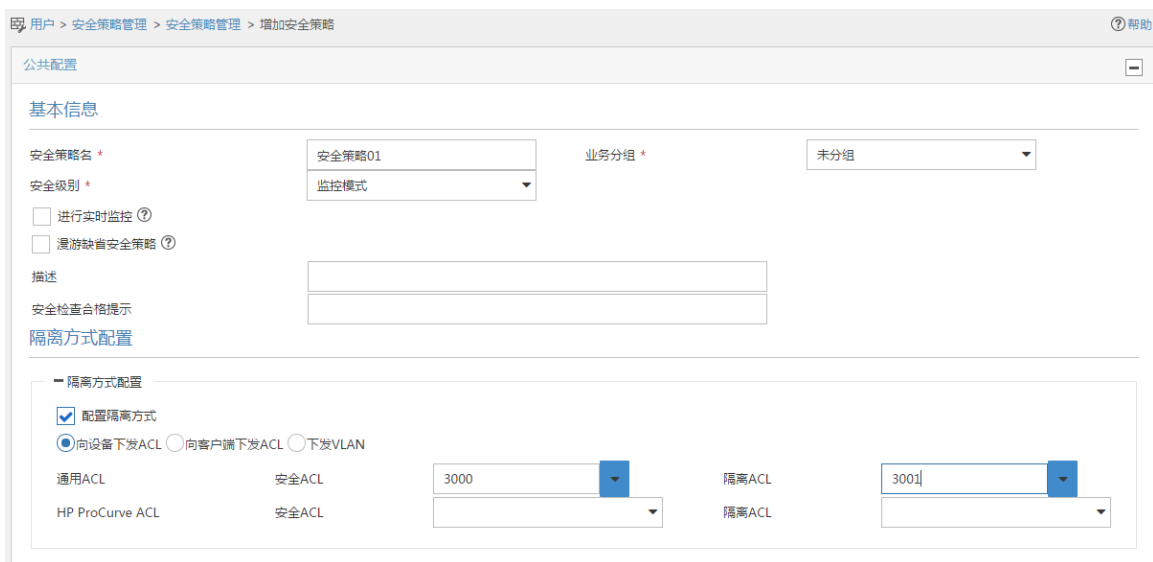 用户 > 安全策略管理 > 安全策略管理 > 增加安全策略 帮助
公共配置
基本信息
安全策略名 * 安全策略01 业务分组 * 未分组
安全级别 * 监控模式
进行实时监控
漫游缺省安全策略
描述
安全检查合格提示
隔离方式配置
隔离方式配置
配置隔离方式
向设备下发ACL 向客户端下发ACL 下发VLAN
通用ACL 安全ACL 3000 隔离ACL 3001
HP ProCurve ACL 安全ACL 隔离ACL